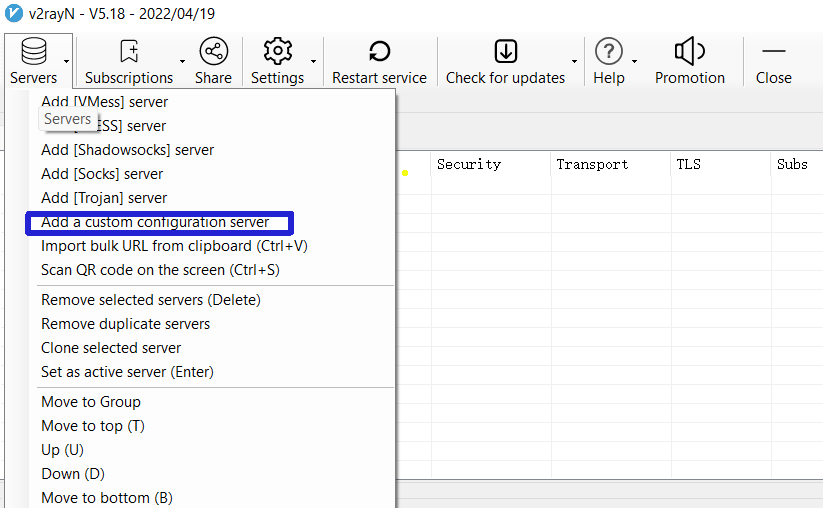 v2rayN - V5.18 - 2022/04/19
Servers Subscriptions Share Settings Restart service Check for updates Help Promotion Close
Add [VMess] server
Servers ESS] server
Add [Shadowsocks] server
Add [Socks] server
Add [Trojan] server
Add a custom configuration server
Import bulk URL from clipboard (Ctrl+V)
Scan QR code on the screen (Ctrl+S)
Remove selected servers (Delete)
Remove duplicate servers
Clone selected server
Set as active server (Enter)
Move to Group
Move to top (T)
Up (U)
Down (D)
Move to bottom (B)
Security Transport TLS Subs